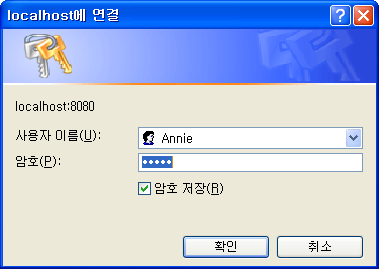 localhost에 연결
localhost:8080
사용자 이름(U):
Annie
암호(P):
•••••
암호 저장(R)
확인
취소